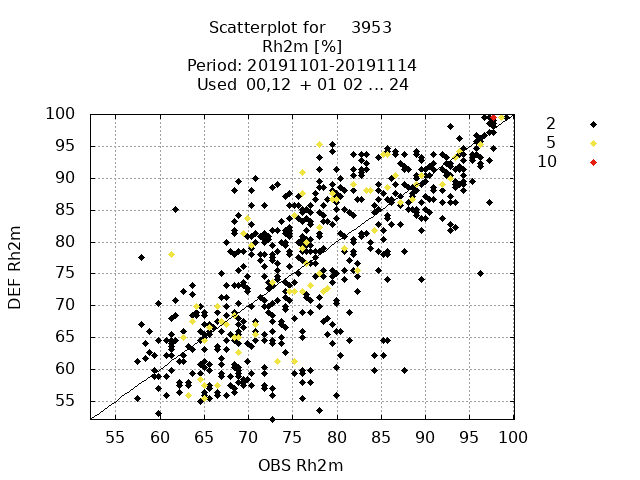 Scatterplot for 3953
Rh2m [%]
Period: 20191101-20191114
Used 00,12 + 01 02 ... 24
2
5
10
DEF Rh2m
100
95
90
85
80
75
70
65
60
55
55 60 65 70 75 80 85 90 95 100
OBS Rh2m